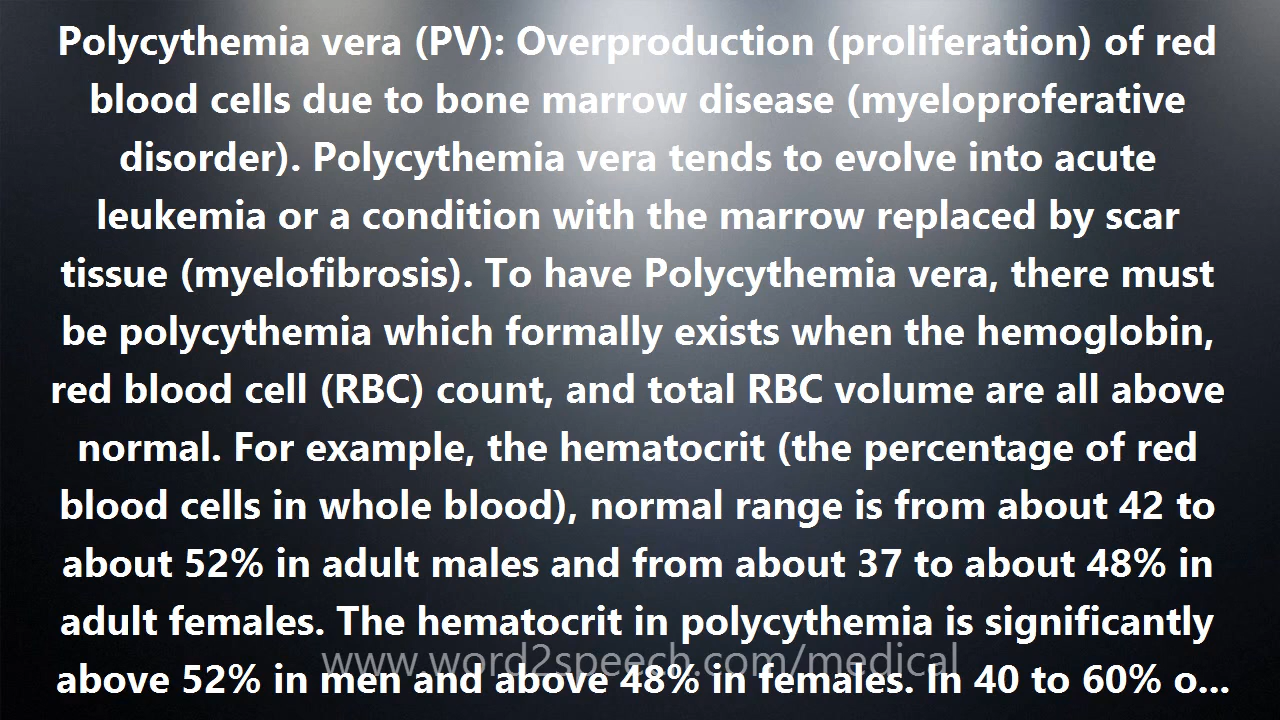 Polycythemia vera (PV): Overproduction (proliferation) of red
blood cells due to bone marrow disease (myeloproferative
disorder). Polycythemia vera tends to evolve into acute
leukemia or a condition with the marrow replaced by scar
tissue (myelofibrosis). To have Polycythemia vera, there must
be polycythemia which formally exists when the hemoglobin,
red blood cell (RBC) count, and total RBC volume are all above
normal. For example, the hematocrit (the percentage of red
blood cells in whole blood), normal range is from about 42 to
about 52% in adult males and from about 37 to about 48% in
adult females. The hematocrit in polycythemia is significantly
www.word2speech.com/medical
above 52% in men and above 48% in females. In 40 to 60% o...